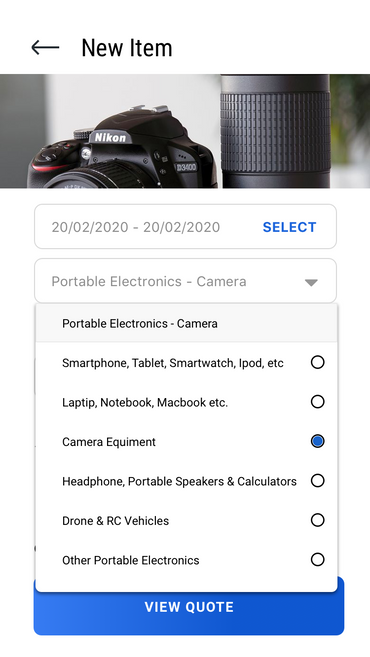 New Item
Nikon
D3400
20/02/2020 - 20/02/2020 SELECT
Portable Electronics - Camera
Portable Electronics - Camera
Smartphone, Tablet, Smartwatch, Ipod, etc
Laptip, Notebook, Macbook etc.
Camera Equiment
Headphone, Portable Speakers & Calculators
Drone & RC Vehicles
Other Portable Electronics
VIEW QUOTE